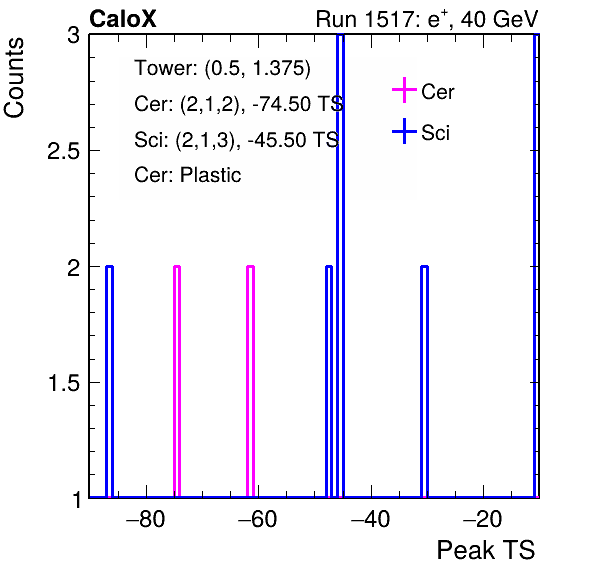 CaloX Run 1517: e⁺, 40 GeV
Counts
3
2.5
2
1.5
1
Tower: (0.5, 1.375)
Cer: (2,1,2), -74.50 TS
Sci: (2,1,3), -45.50 TS
Cer: Plastic
Cer
Sci
−80 −60 −40 −20
Peak TS